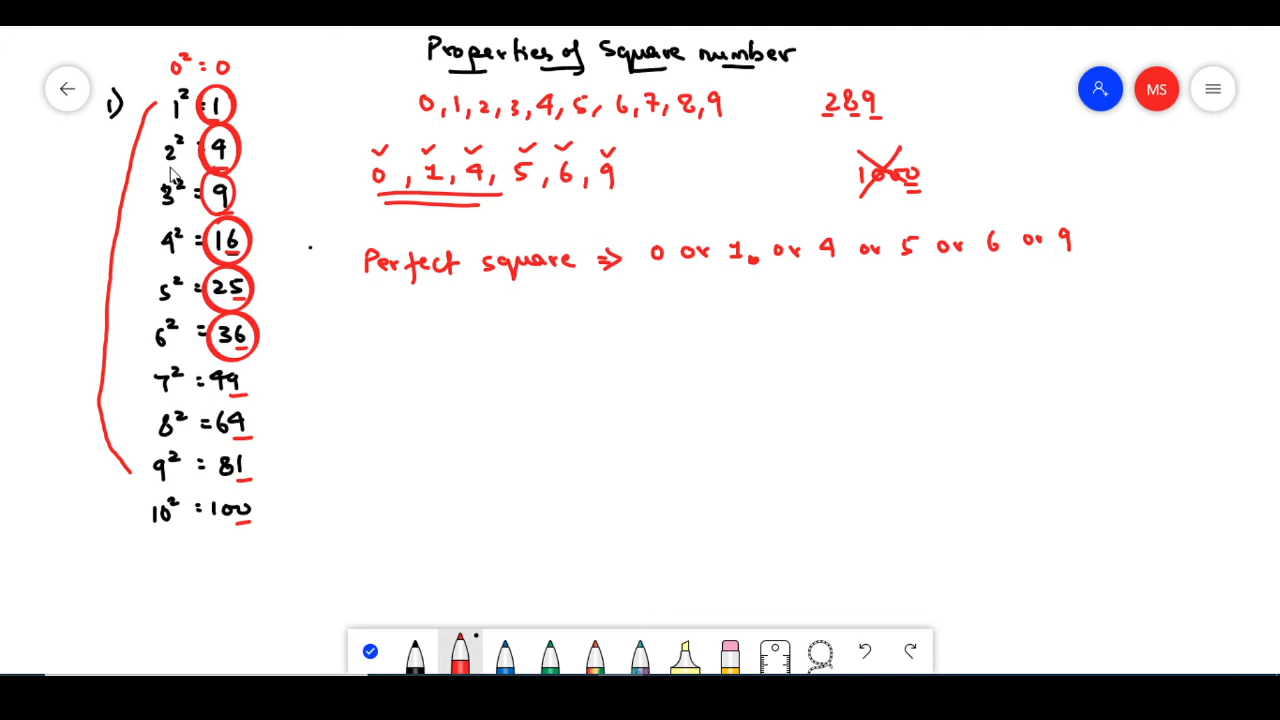 Properties of Square number
0² = 0
1) 1² = 1
2² = 4
3² = 9
4² = 16
5² = 25
6² = 36
7² = 49
8² = 64
9² = 81
10² = 100
0, 1, 2, 3, 4, 5, 6, 7, 8, 9
289
0, 1, 4, 5, 6, 9
1000
Perfect square ⇒ 0 or 1 or 4 or 5 or 6 or 9
MS